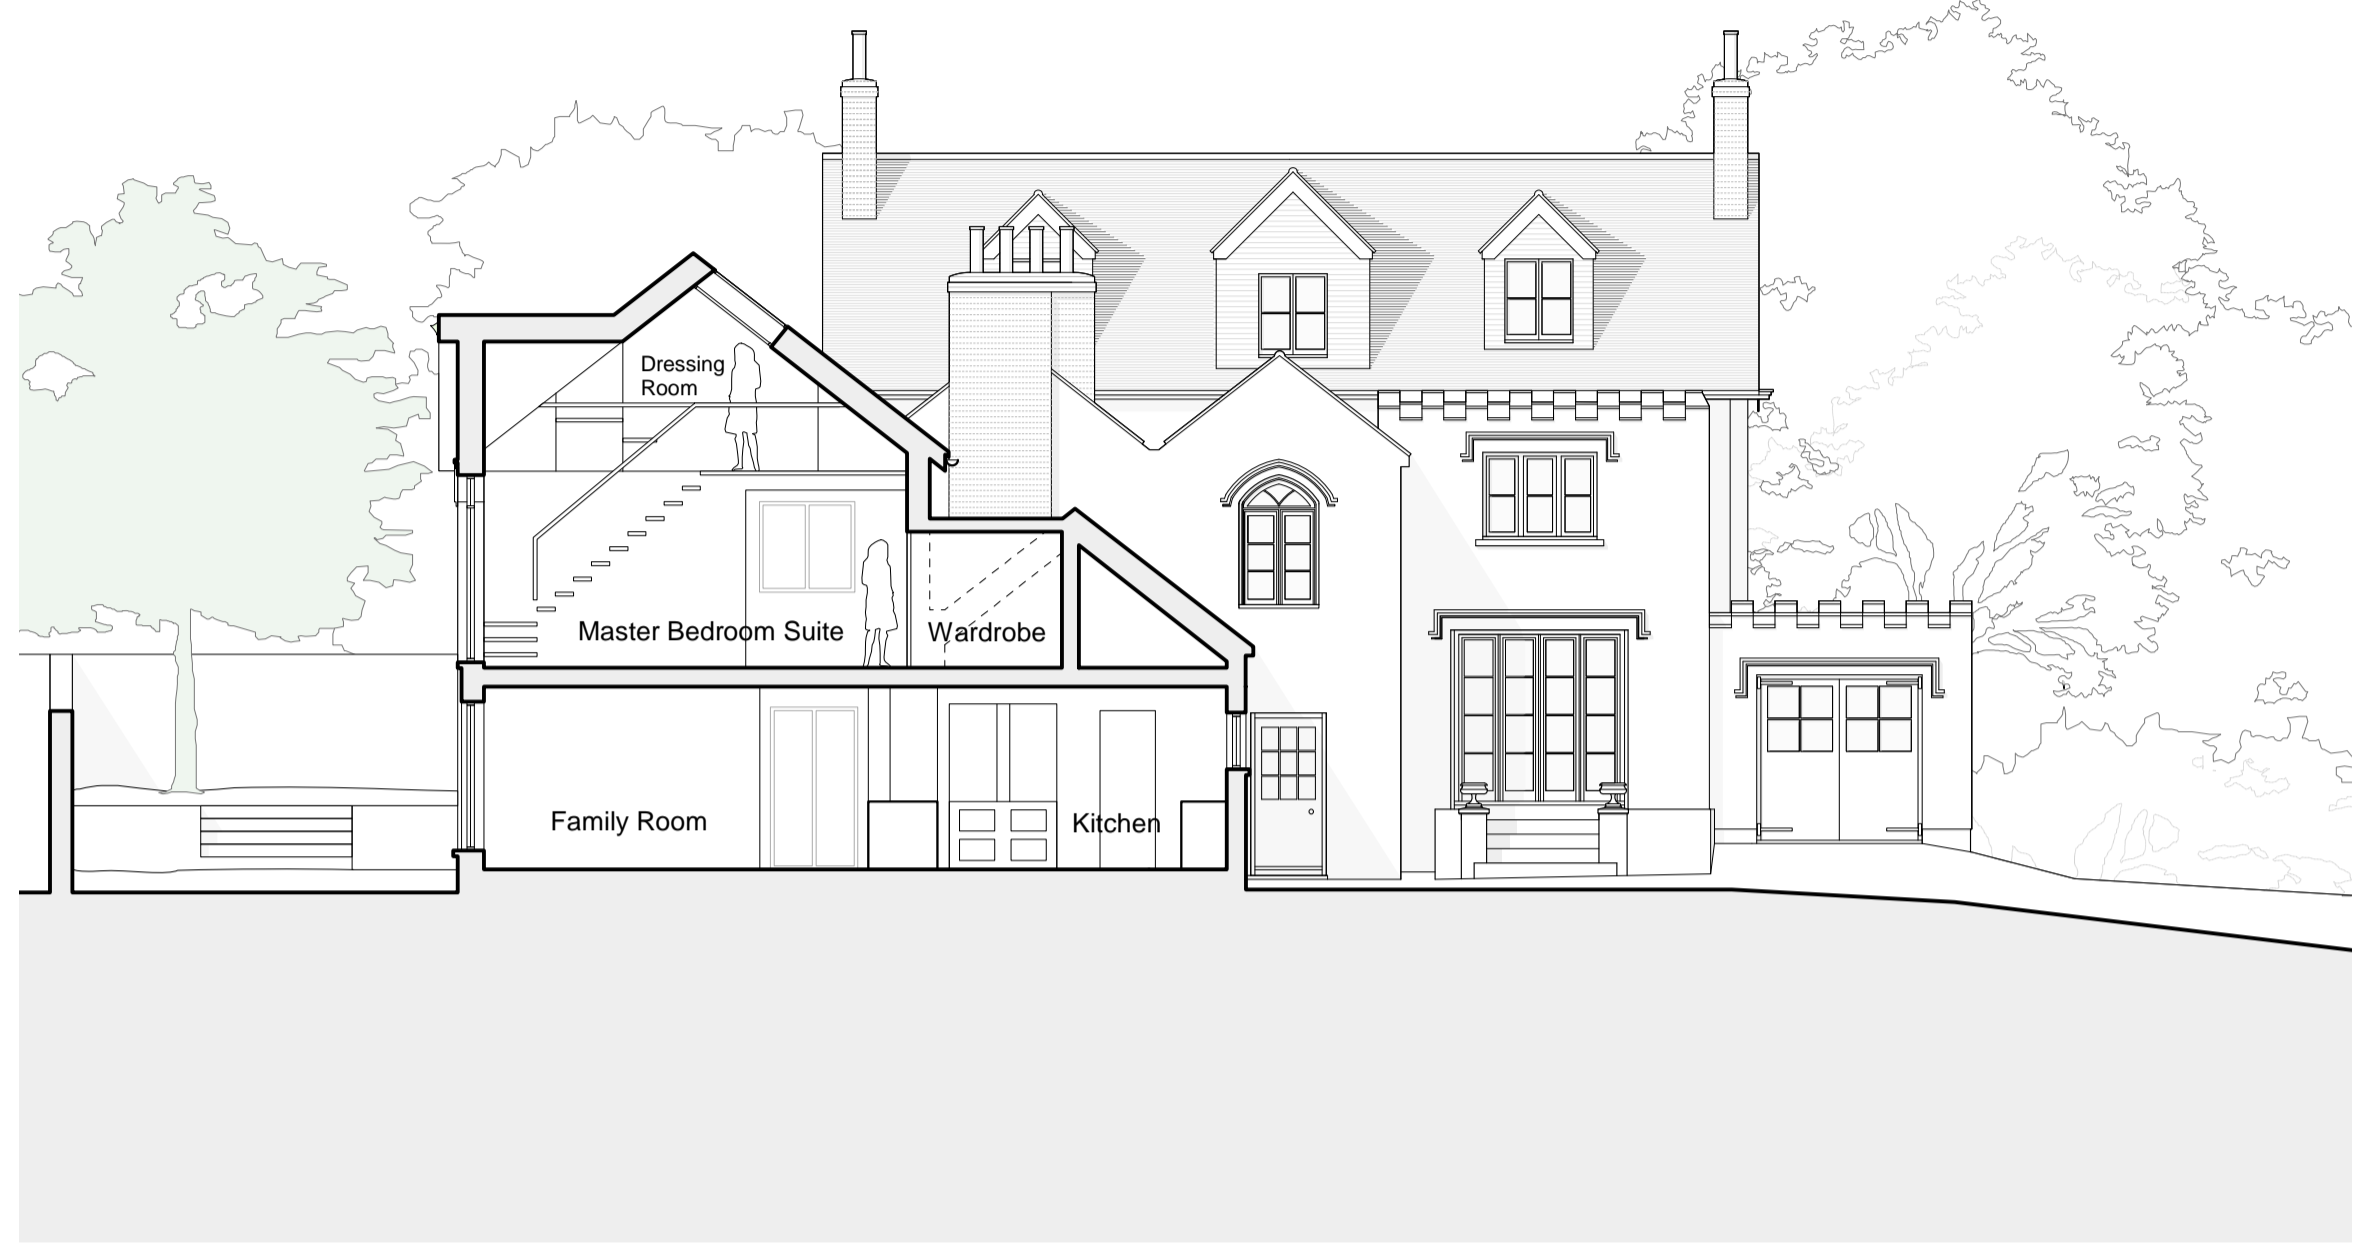 Dressing
Room
Master Bedroom Suite
Wardrobe
Family Room
Kitchen